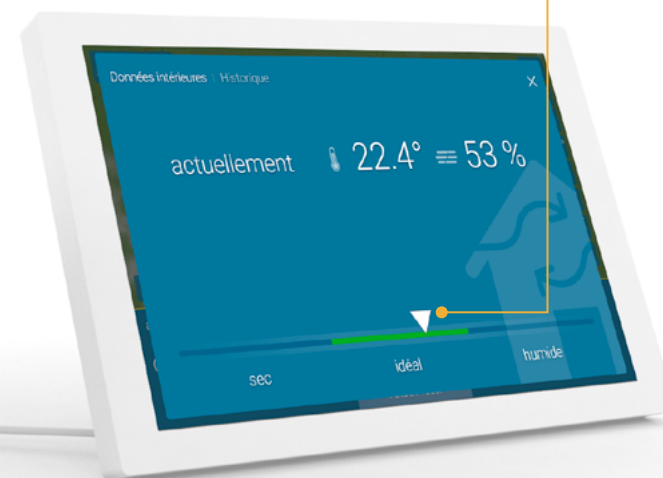 Données intérieures | Historique
actuellement 22.4° 53 %
sec idéal humide